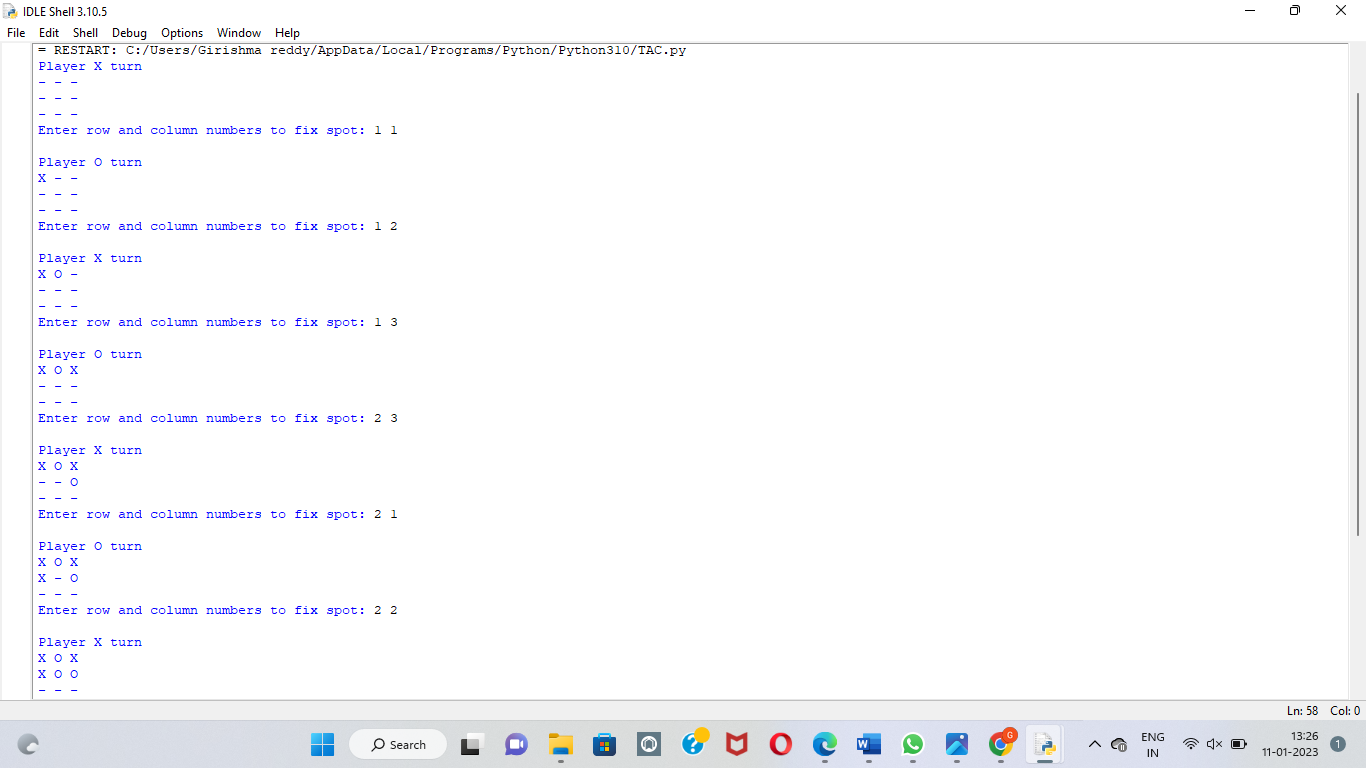 IDLE Shell 3.10.5
File Edit Shell Debug Options Window Help
= RESTART: C:/Users/Girishma reddy/AppData/Local/Programs/Python/Python310/TAC.py
Player X turn
- - -
- - -
- - -
Enter row and column numbers to fix spot: 1 1
Player O turn
X - -
- - -
- - -
Enter row and column numbers to fix spot: 1 2
Player X turn
X O -
- - -
- - -
Enter row and column numbers to fix spot: 1 3
Player O turn
X O X
- - -
- - -
Enter row and column numbers to fix spot: 2 3
Player X turn
X O X
- - O
- - -
Enter row and column numbers to fix spot: 2 1
Player O turn
X O X
X - O
- - -
Enter row and column numbers to fix spot: 2 2
Player X turn
X O X
X O O
- - -
Ln: 58 Col: 0
Search
G
ENG
IN
13:26
11-01-2023
1